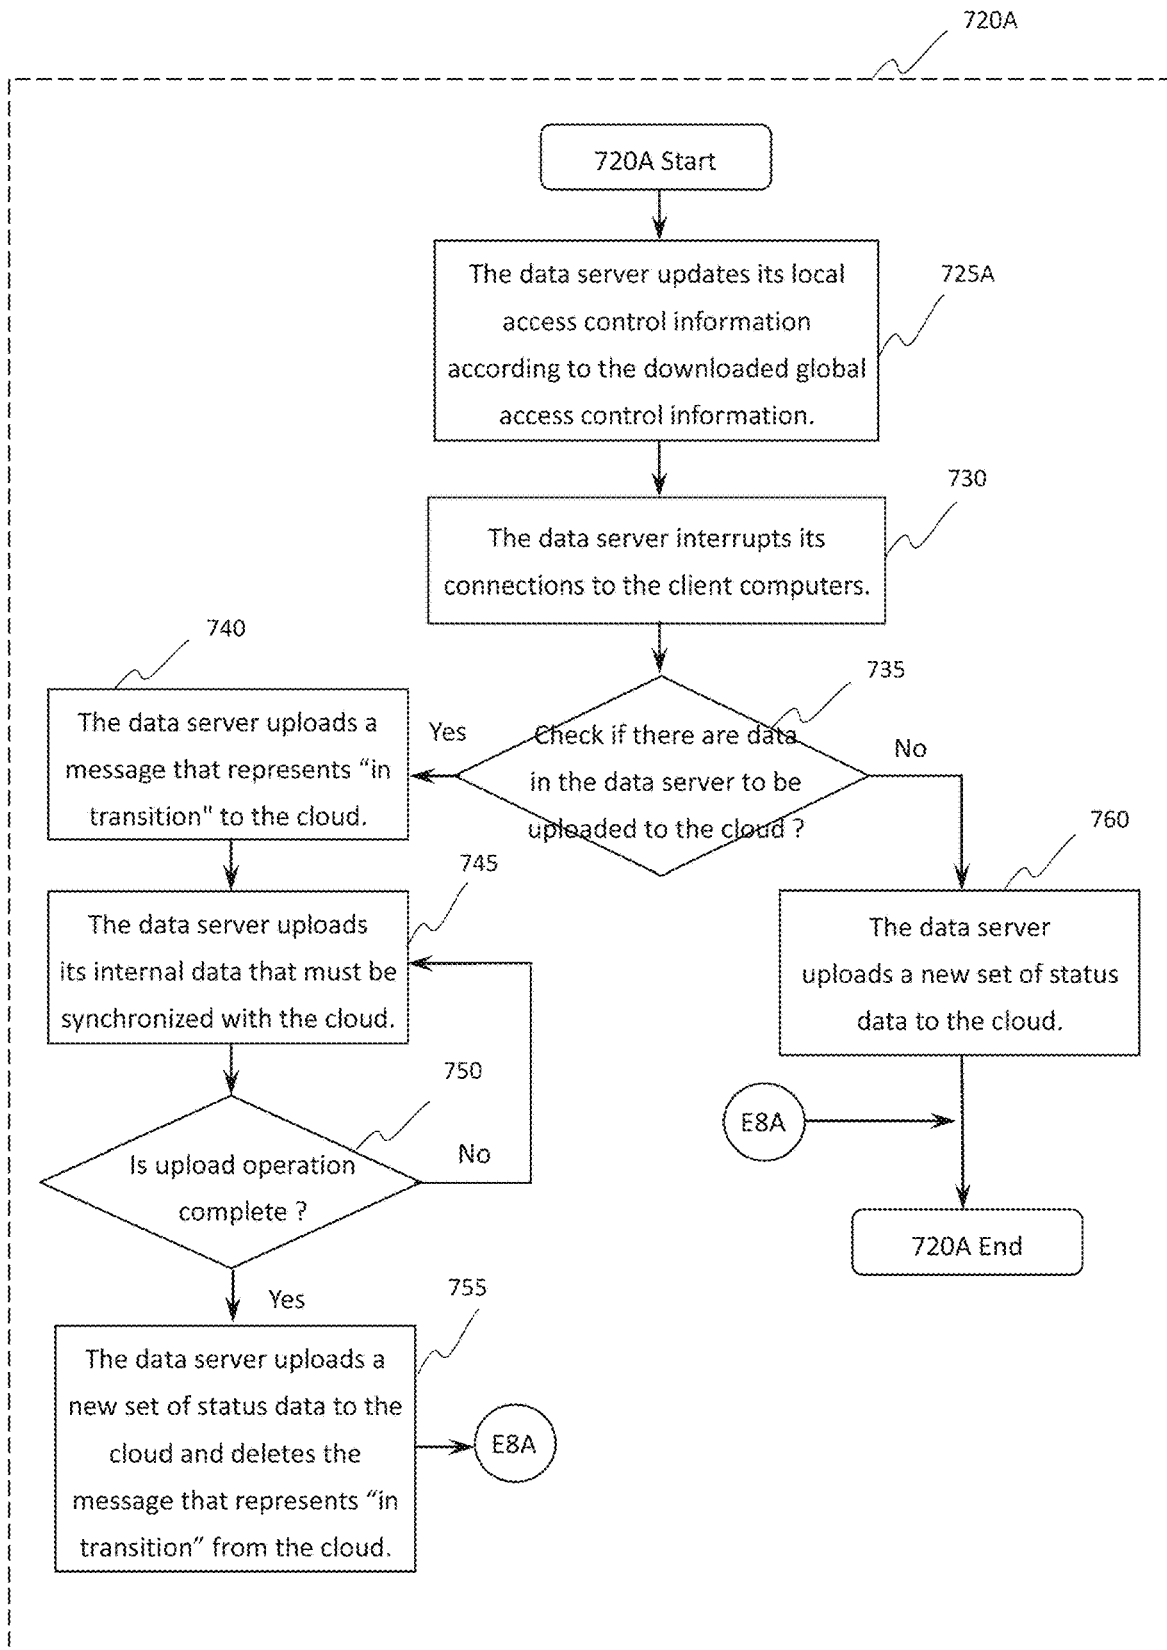 720A
720A Start
The data server updates its local
access control information
according to the downloaded global
access control information.
725A
The data server interrupts its
connections to the client computers.
730
Check if there are data
in the data server to be
uploaded to the cloud ?
735
Yes
No
740
The data server uploads a
message that represents “in
transition" to the cloud.
745
The data server uploads
its internal data that must be
synchronized with the cloud.
750
Is upload operation
complete ?
No
Yes
755
The data server uploads a
new set of status data to the
cloud and deletes the
message that represents “in
transition” from the cloud.
E8A
760
The data server
uploads a new set of status
data to the cloud.
E8A
720A End